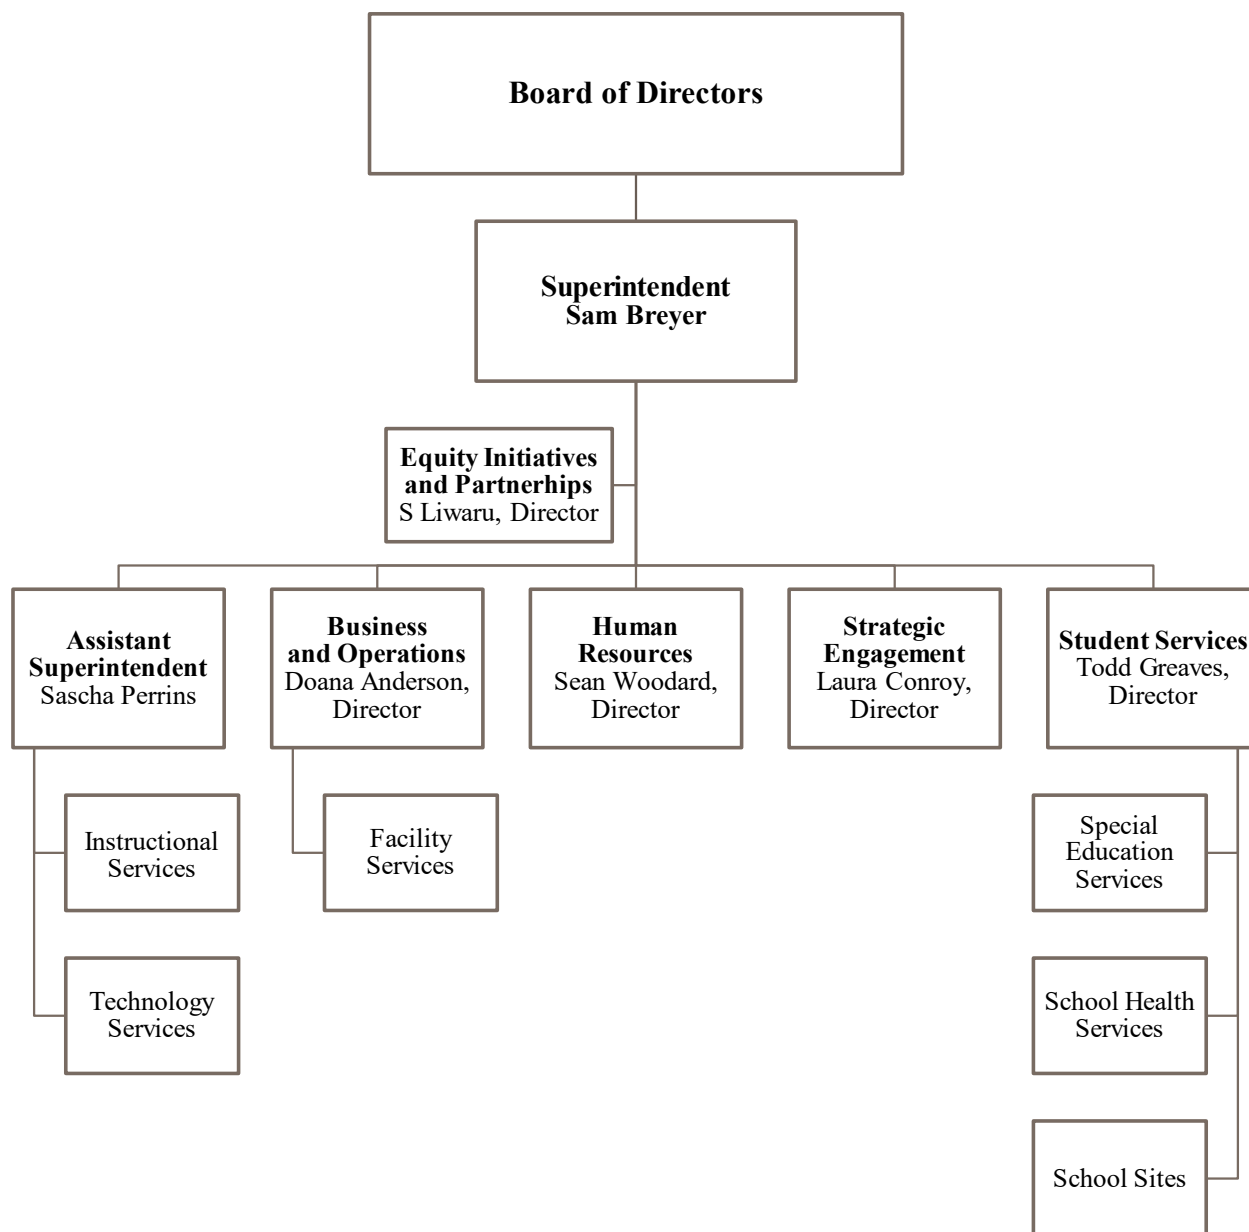 Board of Directors
Superintendent
Sam Breyer
Equity Initiatives
and Partnerhips
S Liwaru, Director
Assistant
Superintendent
Sascha Perrins
Business
and Operations
Doana Anderson,
Director
Human
Resources
Sean Woodard,
Director
Strategic
Engagement
Laura Conroy,
Director
Student Services
Todd Greaves,
Director
Instructional
Services
Facility
Services
Special
Education
Services
Technology
Services
School Health
Services
School Sites